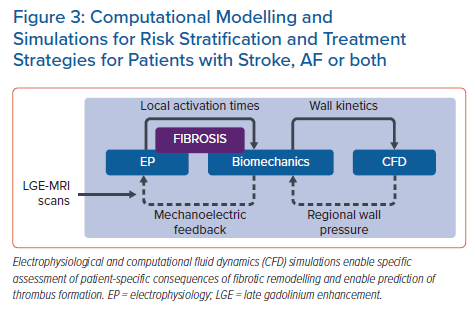 Figure 3: Computational Modelling and
Simulations for Risk Stratification and Treatment
Strategies for Patients with Stroke, AF or both
Local activation times
Wall kinetics
FIBROSIS
EP
Biomechanics
CFD
LGE-MRI
scans
Mechanoelectric
feedback
Regional wall
pressure
Electrophysiological and computational fluid dynamics (CFD) simulations enable specific
assessment of patient-specific consequences of fibrotic remodelling and enable prediction of
thrombus formation. EP = electrophysiology; LGE = late gadolinium enhancement.